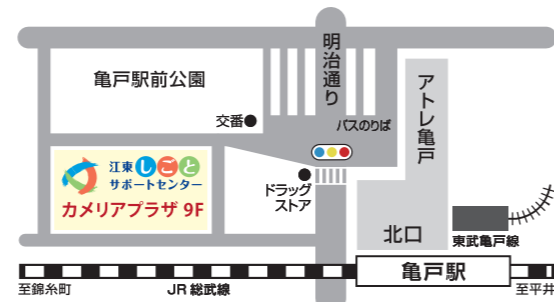 明治通り
亀戸駅前公園
アトレ亀戸
交番
バスのりば
江東しごと
サポートセンター
カメリアプラザ 9F
ドラッグ
ストア
北口
東武亀戸線
亀戸駅
至錦糸町
JR 総武線
至平井